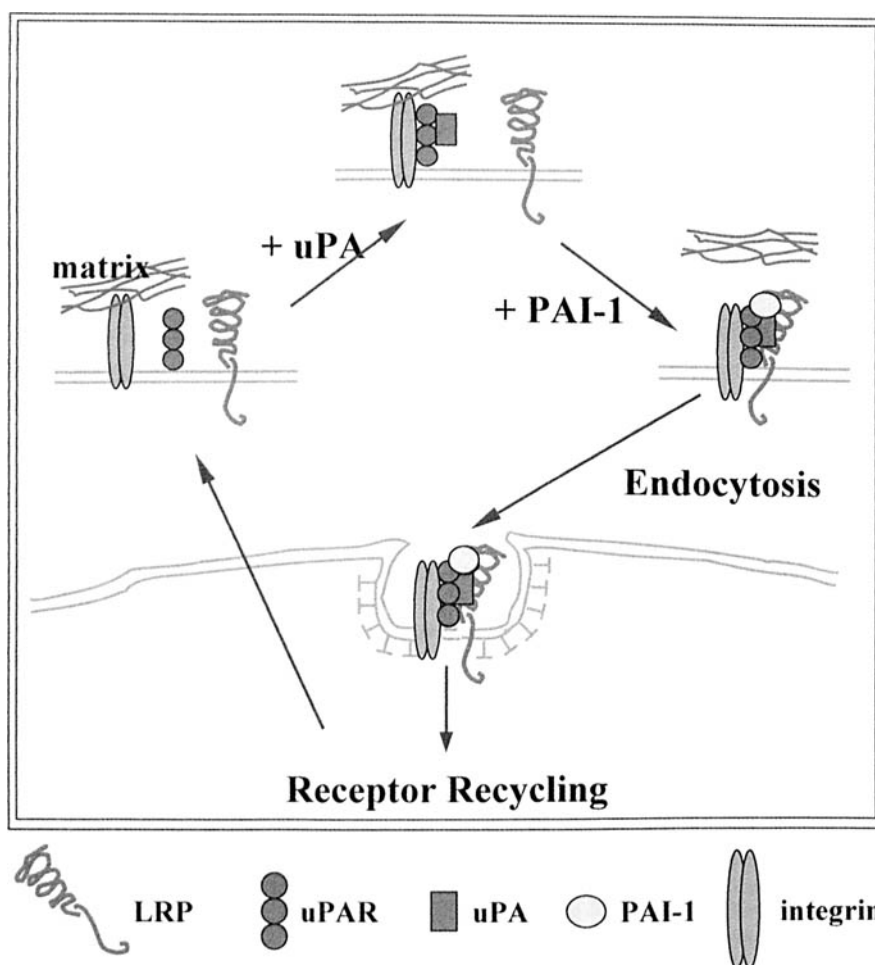 + uPA
matrix
+ PAI-1
Endocytosis
Receptor Recycling
LRP
uPAR
uPA
PAI-1
integrin